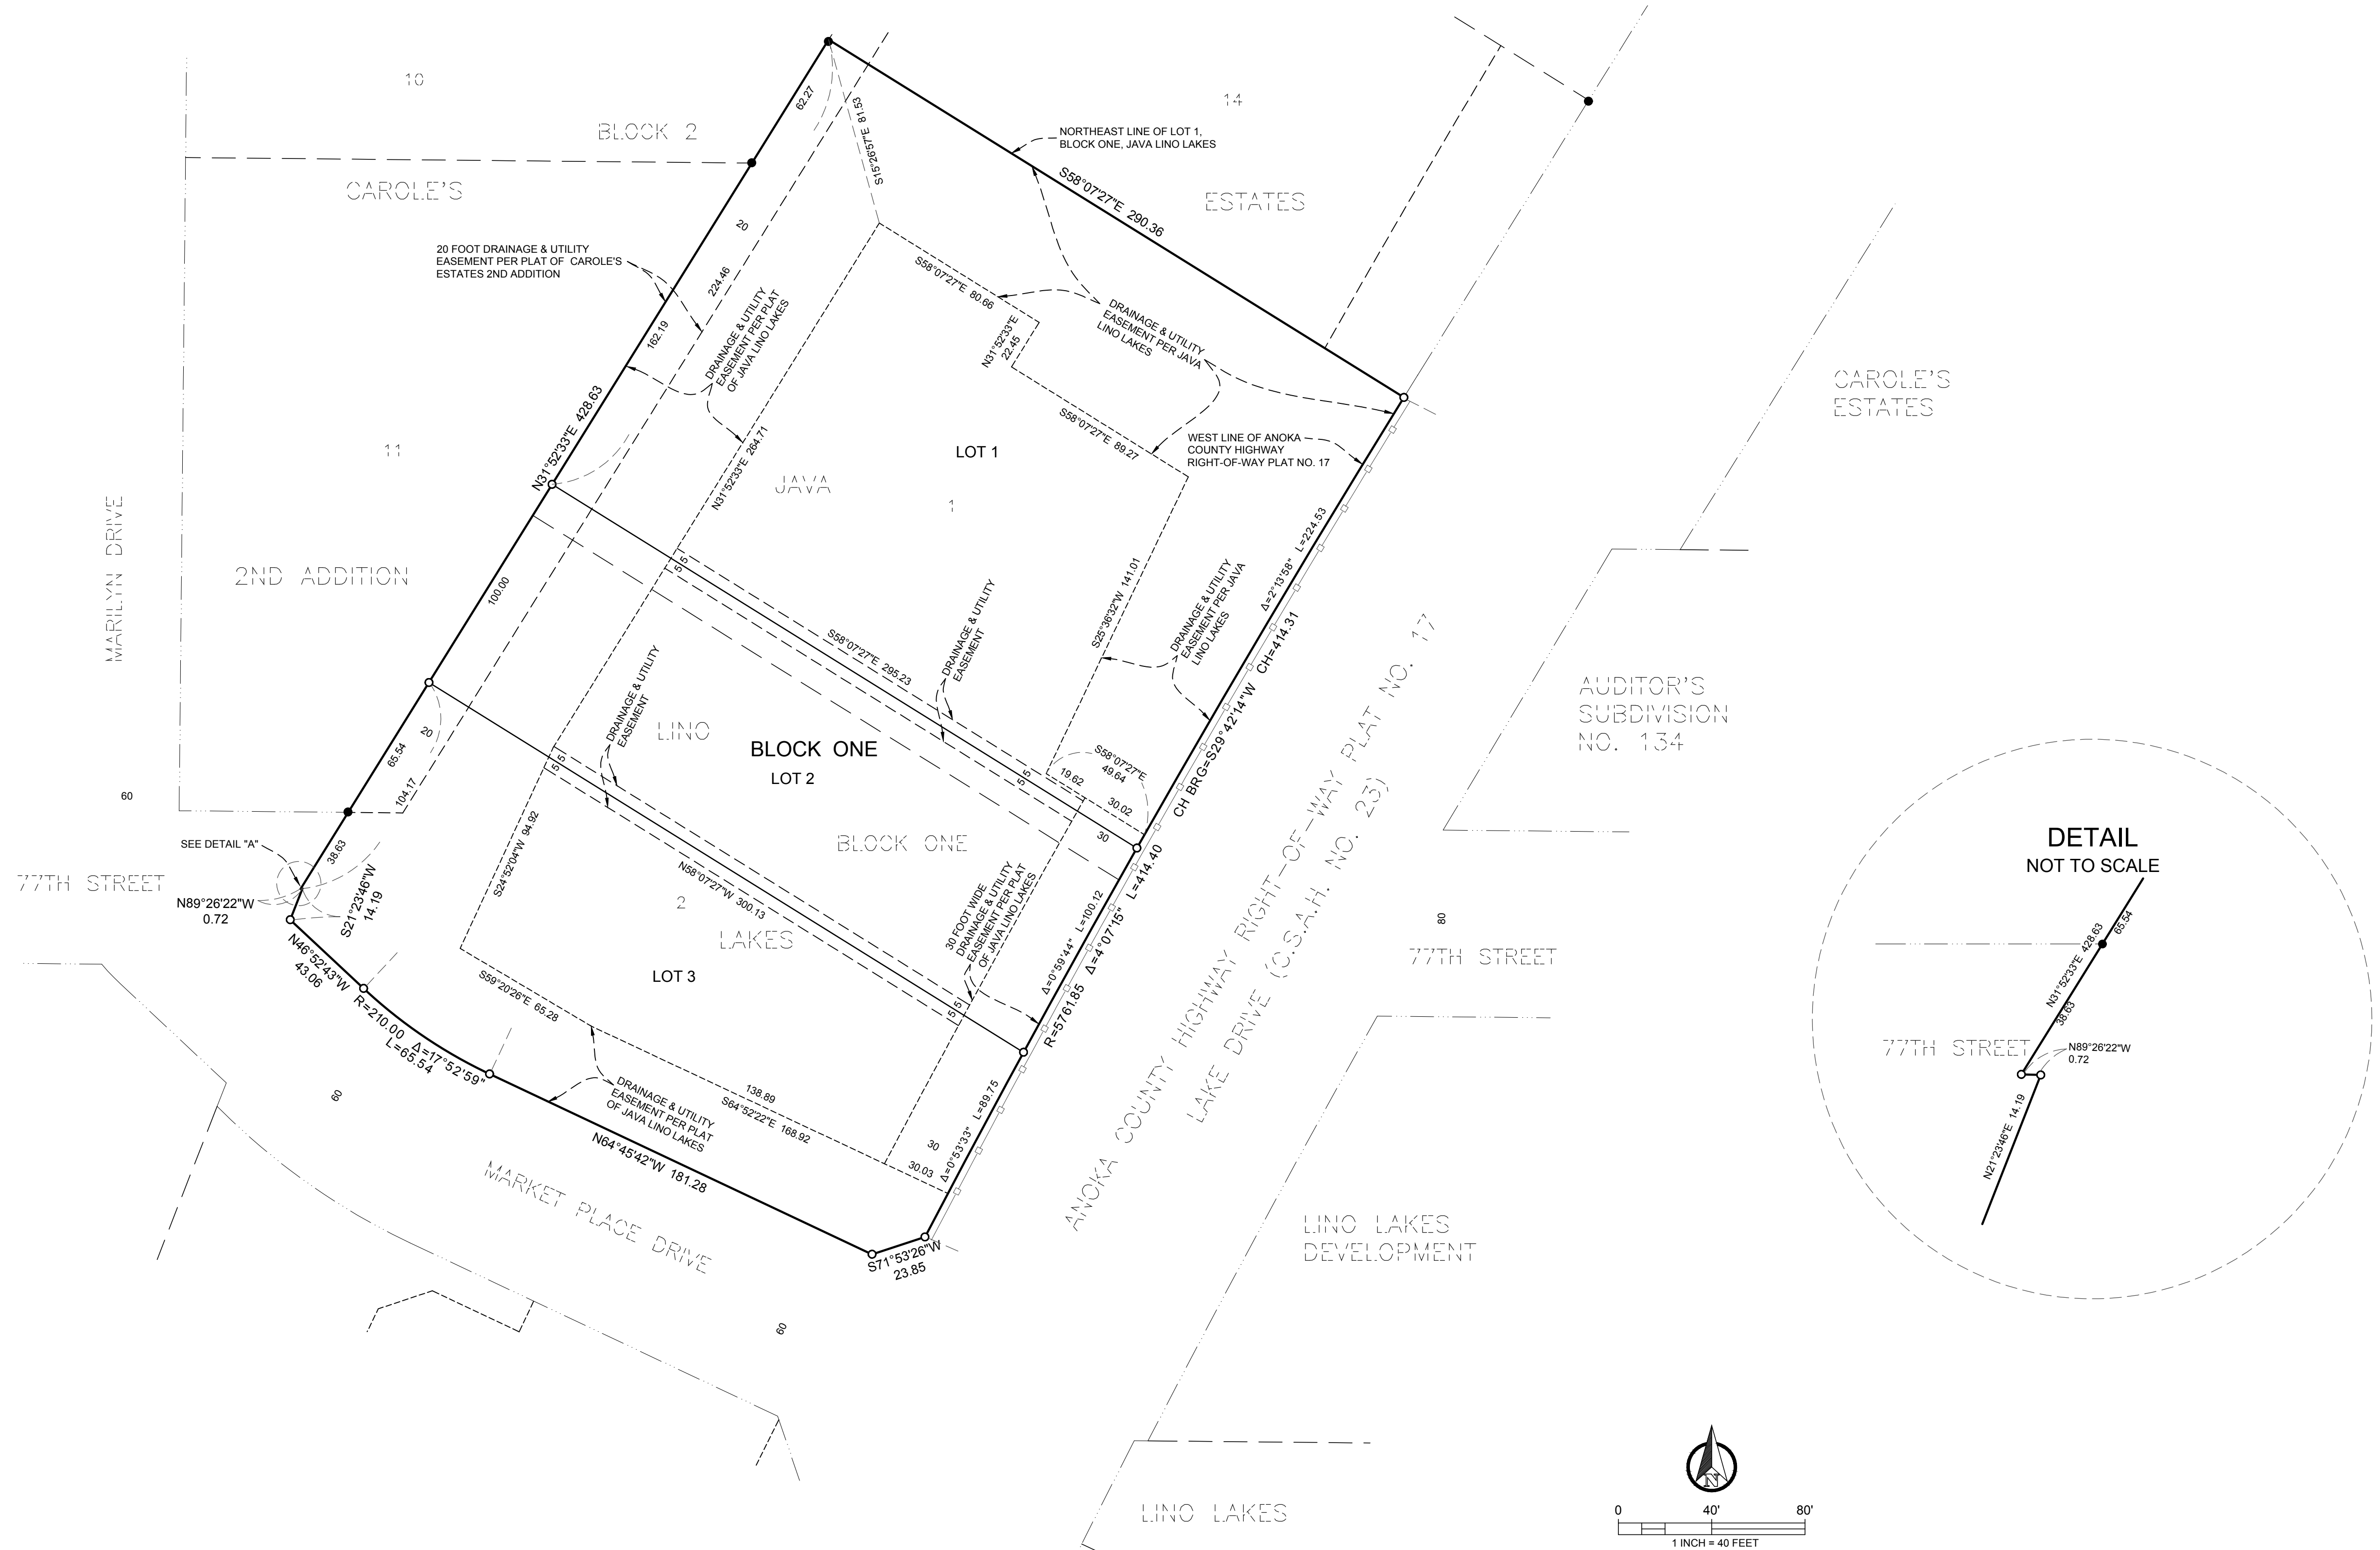 10
BLOCK 2
CAROLE'S
14
ESTATES
62.27
S15°26'57"E 81.53
NORTHEAST LINE OF LOT 1,
BLOCK ONE, JAVA LINO LAKES
S58°07'27"E 290.36
20
20 FOOT DRAINAGE & UTILITY
EASEMENT PER PLAT OF CAROLE'S
ESTATES 2ND ADDITION
224.46
162.19
DRAINAGE & UTILITY
EASEMENT PER PLAT
OF JAVA LINO LAKES
S58°07'27"E 80.66
N31°52'33"E
22.45
DRAINAGE & UTILITY
EASEMENT PER JAVA
LINO LAKES
S58°07'27"E 89.27
WEST LINE OF ANOKA
COUNTY HIGHWAY
RIGHT-OF-WAY PLAT NO. 17
CAROLE'S
ESTATES
N31°52'33"E 428.63
N31°52'33"E 264.71
LOT 1
JAVA
1
11
MARILYN DRIVE
2ND ADDITION
100.00
5
5
S58°07'27"E 295.23
DRAINAGE & UTILITY
EASEMENT
S25°36'32"W 141.01
DRAINAGE & UTILITY
EASEMENT PER JAVA
LINO LAKES
Δ=2°13'58" L=224.53
CH BRG=S29°42'14"W CH=414.31
DRAINAGE & UTILITY
EASEMENT
LINO
BLOCK ONE
LOT 2
BLOCK ONE
5
5
S58°07'27"E
49.64
19.62
30.02
30
20
65.54
104.17
60
5
5
SEE DETAIL "A"
38.63
77TH STREET
N89°26'22"W
0.72
S21°23'46"W
14.19
N46°52'43"W
43.06
S24°52'04"W 94.92
N58°07'27"W 300.13
2
LAKES
30 FOOT WIDE
DRAINAGE & UTILITY
EASEMENT PER PLAT
OF JAVA LINO LAKES
5
5
Δ=0°59'44" L=100.12
R=5761.85 Δ=4°07'15" L=414.40
ANOKA COUNTY HIGHWAY RIGHT-OF-WAY PLAT NO. 17
LAKE DRIVE (C.S.A.H. NO. 23)
AUDITOR'S
SUBDIVISION
NO. 134
80
77TH STREET
LOT 3
S59°20'26"E 65.28
R=210.00 Δ=17°52'59"
L=65.54
60
DRAINAGE & UTILITY
EASEMENT PER PLAT
OF JAVA LINO LAKES
138.89
S64°52'22"E 168.92
30
30.03
Δ=0°53'33" L=89.75
N64°45'42"W 181.28
MARKET PLACE DRIVE
S71°53'26"W
23.85
60
LINO LAKES
DEVELOPMENT
LINO LAKES
DETAIL
NOT TO SCALE
N31°52'33"E 428.63
65.54
38.63
77TH STREET
N89°26'22"W
0.72
N21°23'46"E 14.19
N
0 40' 80'
1 INCH = 40 FEET